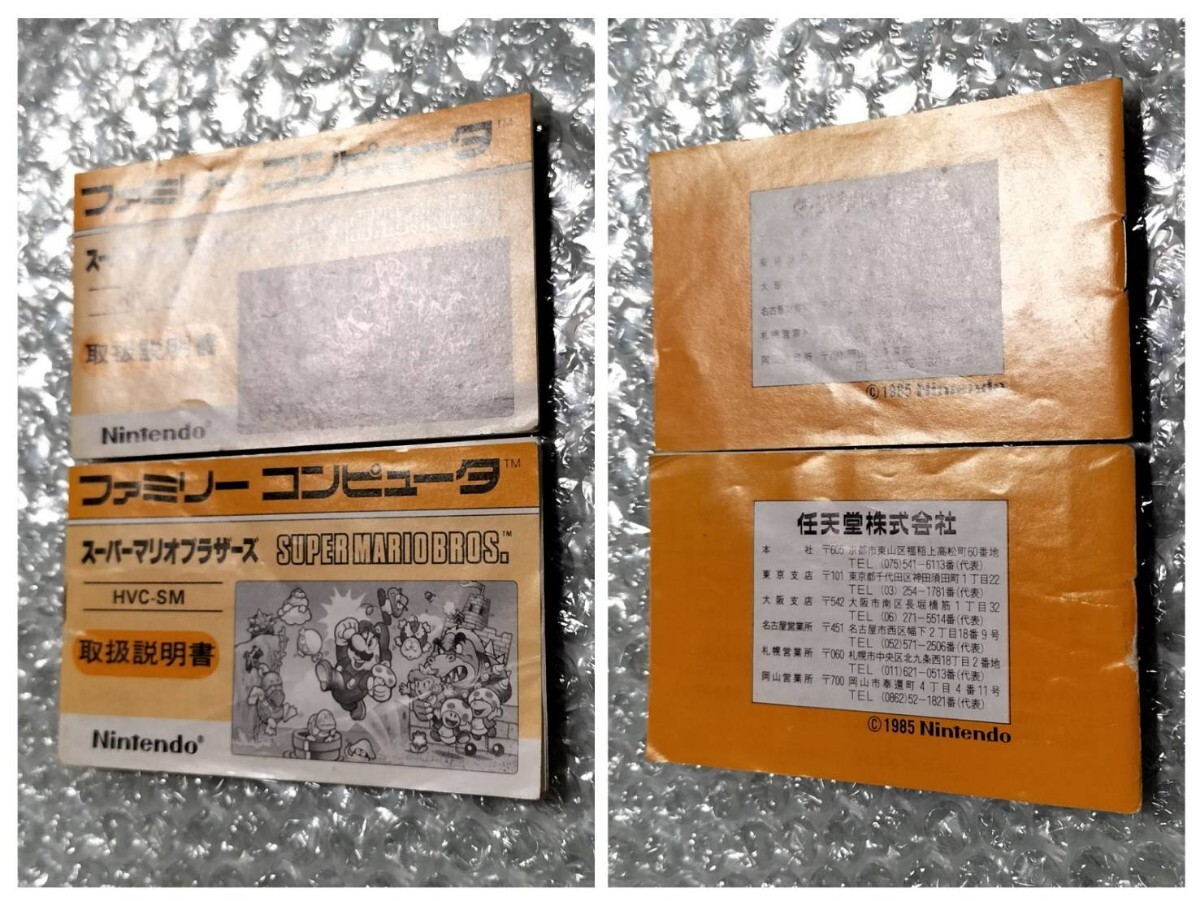 ファミリー コンピュータ™
取扱説明書
Nintendo®
ファミリー コンピュータ™
スーパーマリオブラザーズ SUPER MARIO BROS.™
HVC-SM
取扱説明書
Nintendo®
©1985 Nintendo
任天堂株式会社
本 社 〒605 京都市東山区福稲上高松町60番地
TEL (075)541-6113番(代表)
東京支店 〒101 東京都千代田区神田須田町1丁目22
TEL (03) 254-1781番(代表)
大阪支店 〒542 大阪市南区長堀橋筋1丁目32
TEL (06) 271-5514番(代表)
名古屋営業所 〒451 名古屋市西区幅下2丁目18番9号
TEL (052)571-2506番(代表)
札幌営業所 〒060 札幌市中央区北九条西18丁目2番地
TEL (011)621-0513番(代表)
岡山営業所 〒700 岡山市奉還町4丁目4番11号
TEL (0862)52-1821番(代表)
©1985 Nintendo